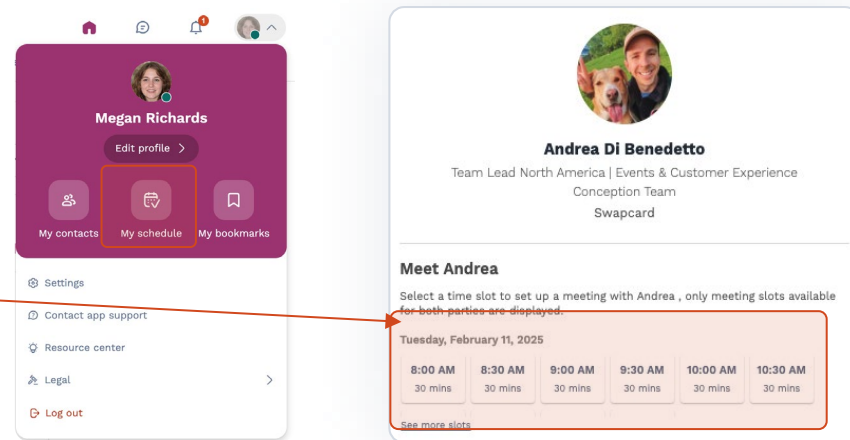 1
Megan Richards
Edit profile
My contacts
My schedule
My bookmarks
Settings
Contact app support
Resource center
Legal
Log out
Andrea Di Benedetto
Team Lead North America | Events & Customer Experience
Conception Team
Swapcard
Meet Andrea
Select a time slot to set up a meeting with Andrea , only meeting slots available
for both parties are displayed.
Tuesday, February 11, 2025
8:00 AM 8:30 AM 9:00 AM 9:30 AM 10:00 AM 10:30 AM
30 mins 30 mins 30 mins 30 mins 30 mins 30 mins
See more slots